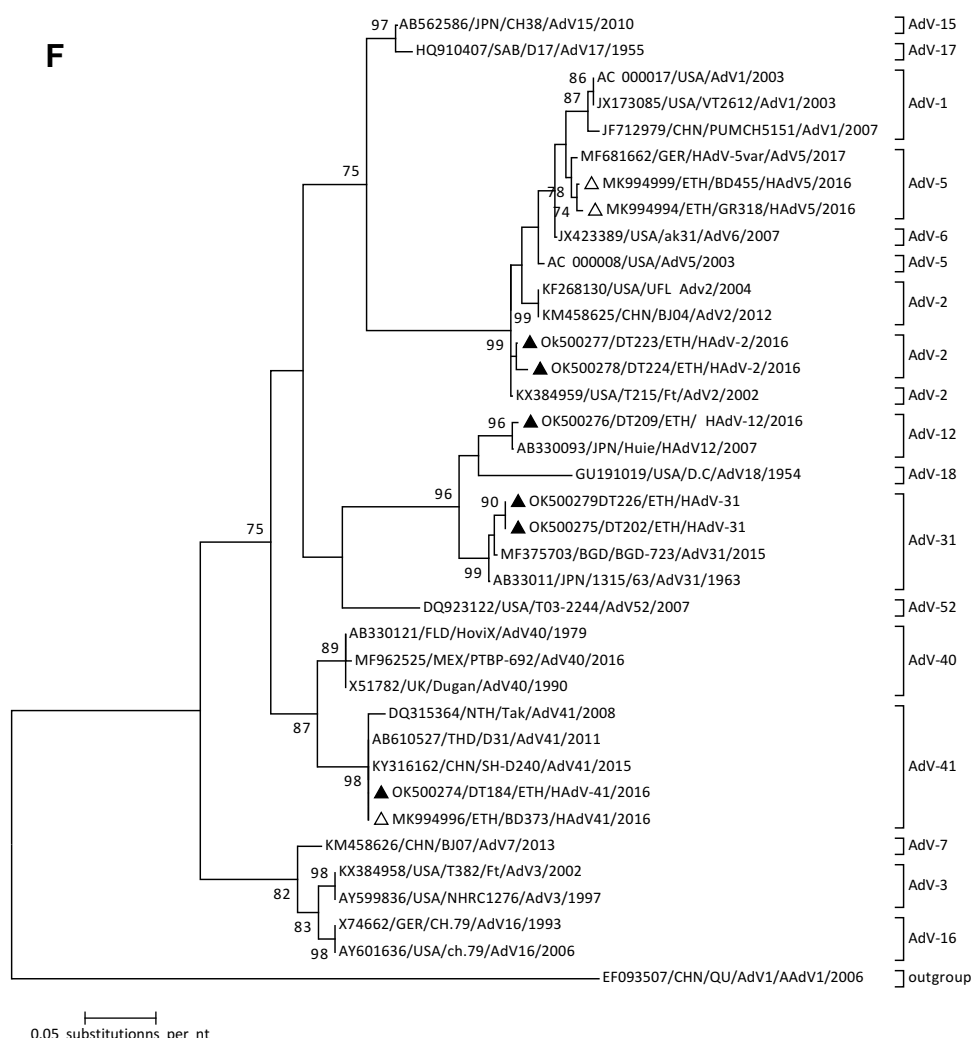 F
97
AB562586/JPN/CH38/AdV15/2010
AdV-15
HQ910407/SAB/D17/AdV17/1955
AdV-17
86
AC 000017/USA/AdV1/2003
87
JX173085/USA/VT2612/AdV1/2003
AdV-1
JF712979/CHN/PUMCH5151/AdV1/2007
75
MF681662/GER/HAdV-5var/AdV5/2017
78
△ MK994999/ETH/BD455/HAdV5/2016
AdV-5
74
△ MK994994/ETH/GR318/HAdV5/2016
JX423389/USA/ak31/AdV6/2007
AdV-6
AC 000008/USA/AdV5/2003
AdV-5
KF268130/USA/UFL Adv2/2004
AdV-2
99
KM458625/CHN/BJ04/AdV2/2012
99
▲ Ok500277/DT223/ETH/HAdV-2/2016
AdV-2
▲ OK500278/DT224/ETH/HAdV-2/2016
KX384959/USA/T215/Ft/AdV2/2002
AdV-2
96
▲ OK500276/DT209/ETH/ HAdV-12/2016
AdV-12
AB330093/JPN/Huie/HAdV12/2007
GU191019/USA/D.C/AdV18/1954
AdV-18
96
90
▲ OK500279DT226/ETH/HAdV-31
▲ OK500275/DT202/ETH/HAdV-31
AdV-31
75
MF375703/BGD/BGD-723/AdV31/2015
99
AB33011/JPN/1315/63/AdV31/1963
DQ923122/USA/T03-2244/AdV52/2007
AdV-52
AB330121/FLD/HoviX/AdV40/1979
89
MF962525/MEX/PTBP-692/AdV40/2016
AdV-40
X51782/UK/Dugan/AdV40/1990
87
DQ315364/NTH/Tak/AdV41/2008
AB610527/THD/D31/AdV41/2011
KY316162/CHN/SH-D240/AdV41/2015
AdV-41
98
▲ OK500274/DT184/ETH/HAdV-41/2016
△ MK994996/ETH/BD373/HAdV41/2016
KM458626/CHN/BJ07/AdV7/2013
AdV-7
98
KX384958/USA/T382/Ft/AdV3/2002
AdV-3
82
AY599836/USA/NHRC1276/AdV3/1997
83
X74662/GER/CH.79/AdV16/1993
AdV-16
98
AY601636/USA/ch.79/AdV16/2006
EF093507/CHN/QU/AdV1/AAdV1/2006
outgroup
0.05 substitutionns per nt